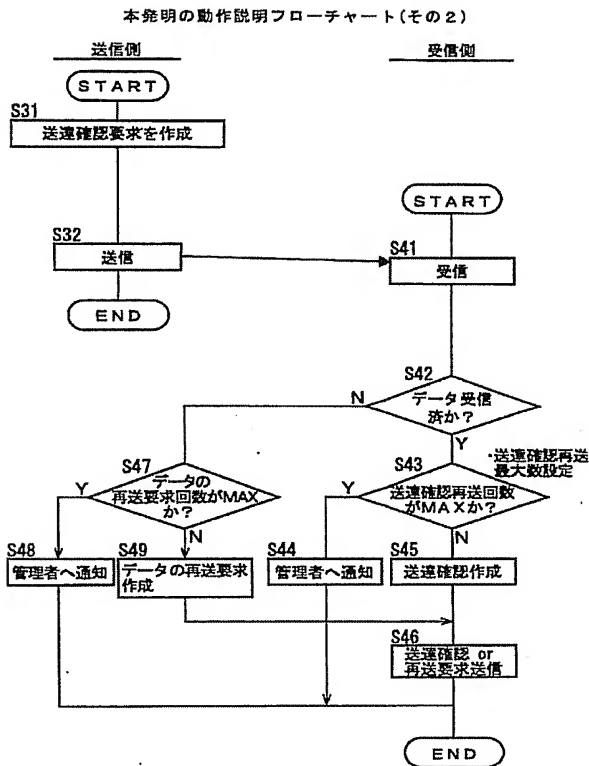 本発明の動作説明フローチャート(その2)
送信側
受信側
START
S31
送達確認要求を作成
START
S32
送信
S41
受信
END
S42
データ受信
済か?
N
Y
・送達確認再送
最大数設定
S47
データの
再送要求回数がMAX
か?
Y
N
S43
送達確認再送回数
がMAXか?
Y
N
S48
管理者へ通知
S49
データの再送要求
作成
S44
管理者へ通知
S45
送達確認作成
S46
送達確認 or
再送要求送信
END